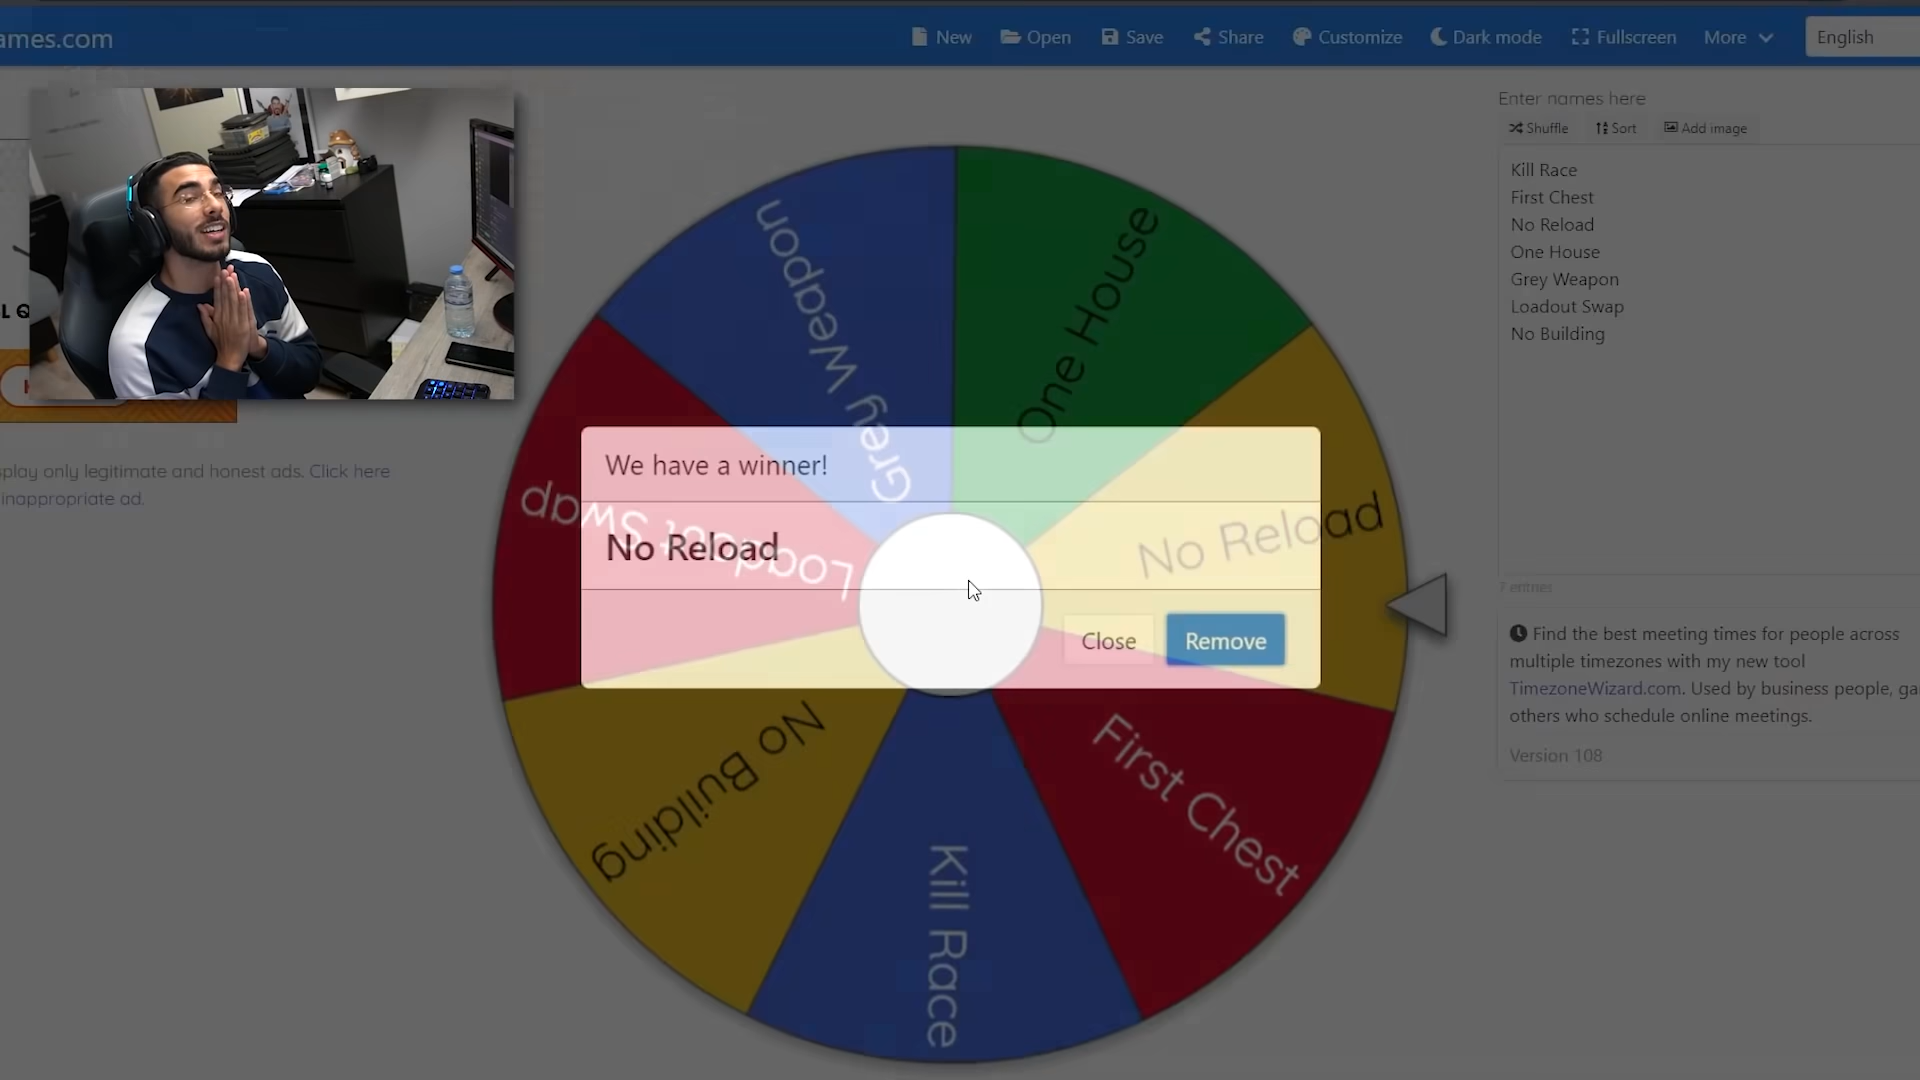 ames.com
New Open Save Share Customize Dark mode Fullscreen More English
Enter names here
Shuffle Sort Add image
Kill Race
First Chest
No Reload
One House
Grey Weapon
Loadout Swap
No Building
7 entries
Find the best meeting times for people across
multiple timezones with my new tool
TimezoneWizard.com. Used by business people, ga
others who schedule online meetings.
Version 108
splay only legitimate and honest ads. Click here
inappropriate ad.
Grey Weapon
One House
No Reload
First Chest
Kill Race
No Building
Loadout Swap
We have a winner!
No Reload
Close Remove